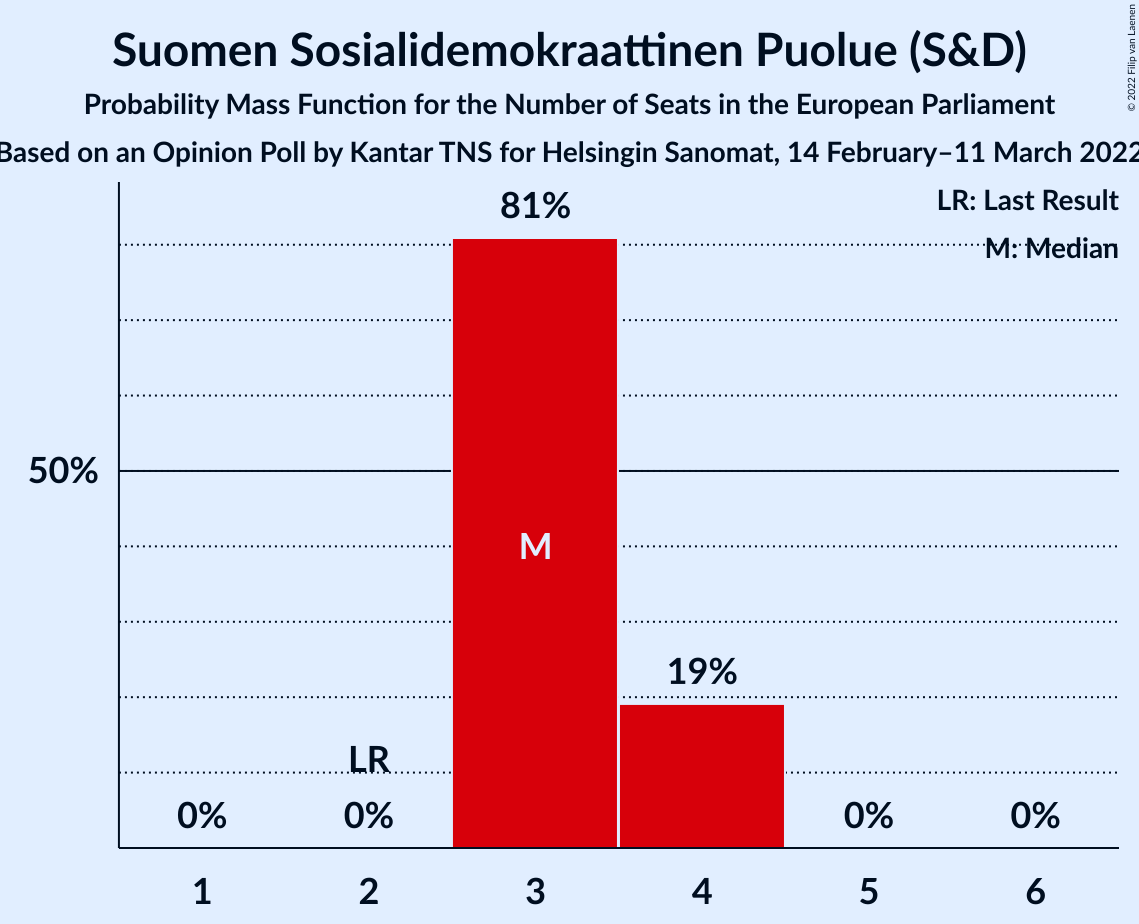 Suomen Sosialidemokraattinen Puolue (S&D)
Probability Mass Function for the Number of Seats in the European Parliament
Based on an Opinion Poll by Kantar TNS for Helsingin Sanomat, 14 February–11 March 2022
© 2022 Filip van Laenen
LR: Last Result
M: Median
81%
50%
M
19%
LR
0% 0% 0% 0%
1 2 3 4 5 6